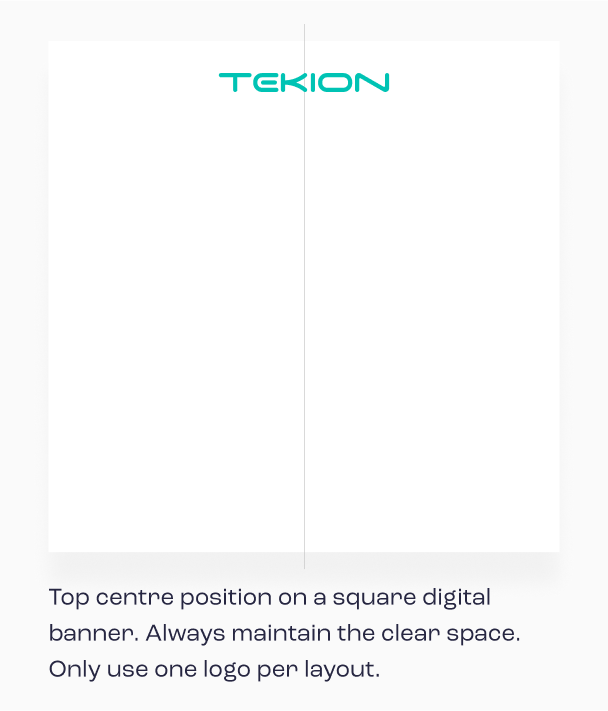 TEKION
Top centre position on a square digital
banner. Always maintain the clear space.
Only use one logo per layout.